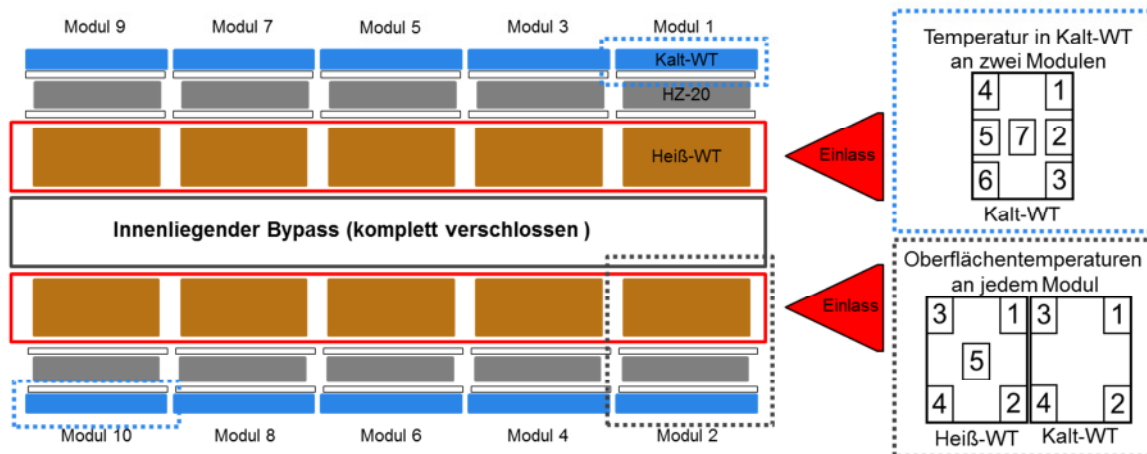 Modul 9
Modul 7
Modul 5
Modul 3
Modul 1
Kalt-WT
HZ-20
Heiß-WT
Einlass
Innenliegender Bypass (komplett verschlossen )
Einlass
Modul 10
Modul 8
Modul 6
Modul 4
Modul 2
Temperatur in Kalt-WT
an zwei Modulen
4 1
5 7 2
6 3
Kalt-WT
Oberflächentemperaturen
an jedem Modul
3 1 3 1
5
4 2 4 2
Heiß-WT Kalt-WT